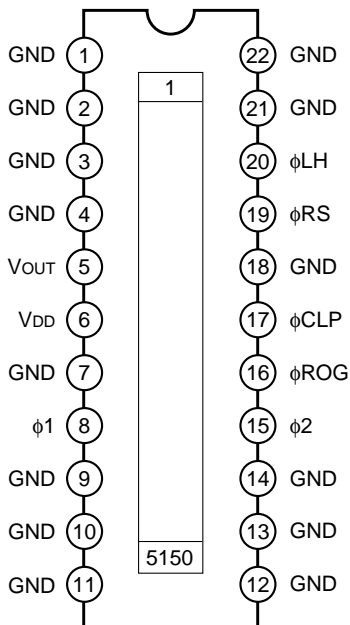 1
GND 1 22 GND
GND 2 21 GND
GND 3 20 ϕLH
GND 4 19 ϕRS
VOUT 5 18 GND
VDD 6 17 ϕCLP
GND 7 16 ϕROG
ϕ1 8 15 ϕ2
GND 9 14 GND
GND 10 13 GND
5150
GND 11 12 GND